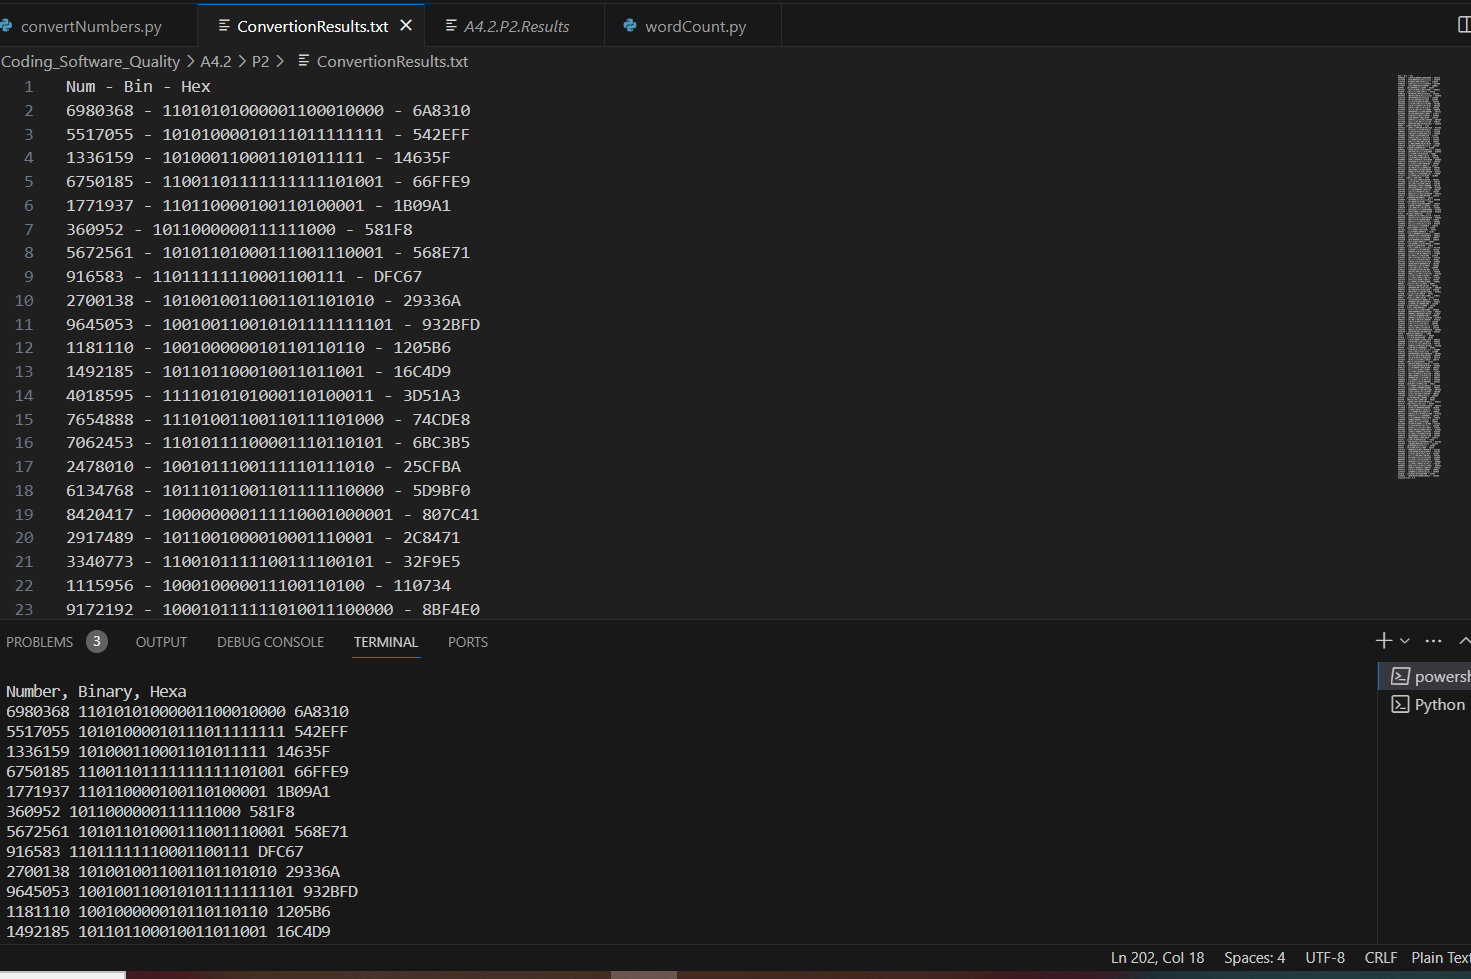 convertNumbers.py
ConvertionResults.txt
A4.2.P2.Results
wordCount.py
Coding_Software_Quality > A4.2 > P2 > ConvertionResults.txt
1 Num - Bin - Hex
2 6980368 - 11010101000001100010000 - 6A8310
3 5517055 - 10101000010111011111111 - 542EFF
4 1336159 - 101000110001101011111 - 14635F
5 6750185 - 11001101111111111101001 - 66FFE9
6 1771937 - 110110000100110100001 - 1B09A1
7 360952 - 1011000000111111000 - 581F8
8 5672561 - 10101101000111001110001 - 568E71
9 916583 - 11011111110001100111 - DFC67
10 2700138 - 1010010011001101101010 - 29336A
11 9645053 - 100100110010101111111101 - 932BFD
12 1181110 - 100100000010110110110 - 1205B6
13 1492185 - 101101100010011011001 - 16C4D9
14 4018595 - 1111010101000110100011 - 3D51A3
15 7654888 - 11101001100110111101000 - 74CDE8
16 7062453 - 11010111100001110110101 - 6BC3B5
17 2478010 - 1001011100111110111010 - 25CFBA
18 6134768 - 10111011001101111110000 - 5D9BF0
19 8420417 - 100000000111110001000001 - 807C41
20 2917489 - 1011001000010001110001 - 2C8471
21 3340773 - 1100101111100111100101 - 32F9E5
22 1115956 - 100010000011100110100 - 110734
23 9172192 - 100010111111010011100000 - 8BF4E0
PROBLEMS 3 OUTPUT DEBUG CONSOLE TERMINAL PORTS
Number, Binary, Hexa
6980368 11010101000001100010000 6A8310
5517055 10101000010111011111111 542EFF
1336159 101000110001101011111 14635F
6750185 11001101111111111101001 66FFE9
1771937 110110000100110100001 1B09A1
360952 1011000000111111000 581F8
5672561 10101101000111001110001 568E71
916583 11011111110001100111 DFC67
2700138 1010010011001101101010 29336A
9645053 100100110010101111111101 932BFD
1181110 100100000010110110110 1205B6
1492185 101101100010011011001 16C4D9
powersh
Python
Ln 202, Col 18 Spaces: 4 UTF-8 CRLF Plain Text